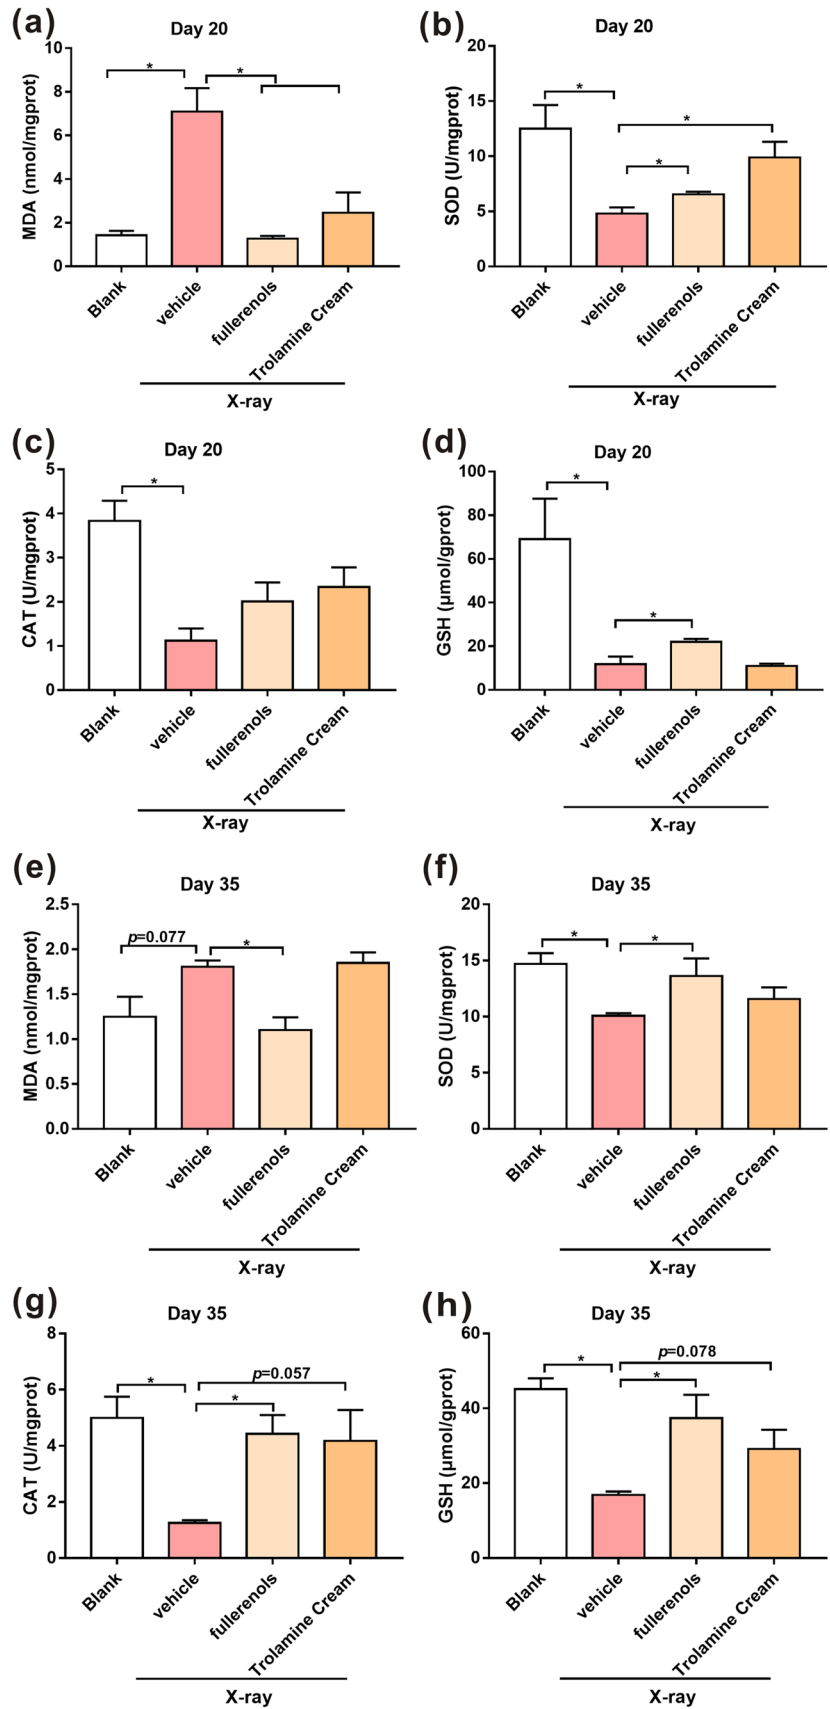 (a)
Day 20
MDA (nmol/mgprot)
10
8
6
4
2
0
*
*
Blank
vehicle
fullerenols
Trolamine Cream
X-ray
(b)
Day 20
SOD (U/mgprot)
20
15
10
5
0
*
*
*
Blank
vehicle
fullerenols
Trolamine Cream
X-ray
(c)
Day 20
CAT (U/mgprot)
5
4
3
2
1
0
*
Blank
vehicle
fullerenols
Trolamine Cream
X-ray
(d)
Day 20
GSH (μmol/gprot)
100
80
60
40
20
0
*
*
Blank
vehicle
fullerenols
Trolamine Cream
X-ray
(e)
Day 35
MDA (nmol/mgprot)
2.5
2.0
1.5
1.0
0.5
0.0
p=0.077
*
Blank
vehicle
fullerenols
Trolamine Cream
X-ray
(f)
Day 35
SOD (U/mgprot)
20
15
10
5
0
*
*
Blank
vehicle
fullerenols
Trolamine Cream
X-ray
(g)
Day 35
CAT (U/mgprot)
8
6
4
2
0
*
p=0.057
*
Blank
vehicle
fullerenols
Trolamine Cream
X-ray
(h)
Day 35
GSH (μmol/gprot)
60
40
20
0
*
p=0.078
*
Blank
vehicle
fullerenols
Trolamine Cream
X-ray